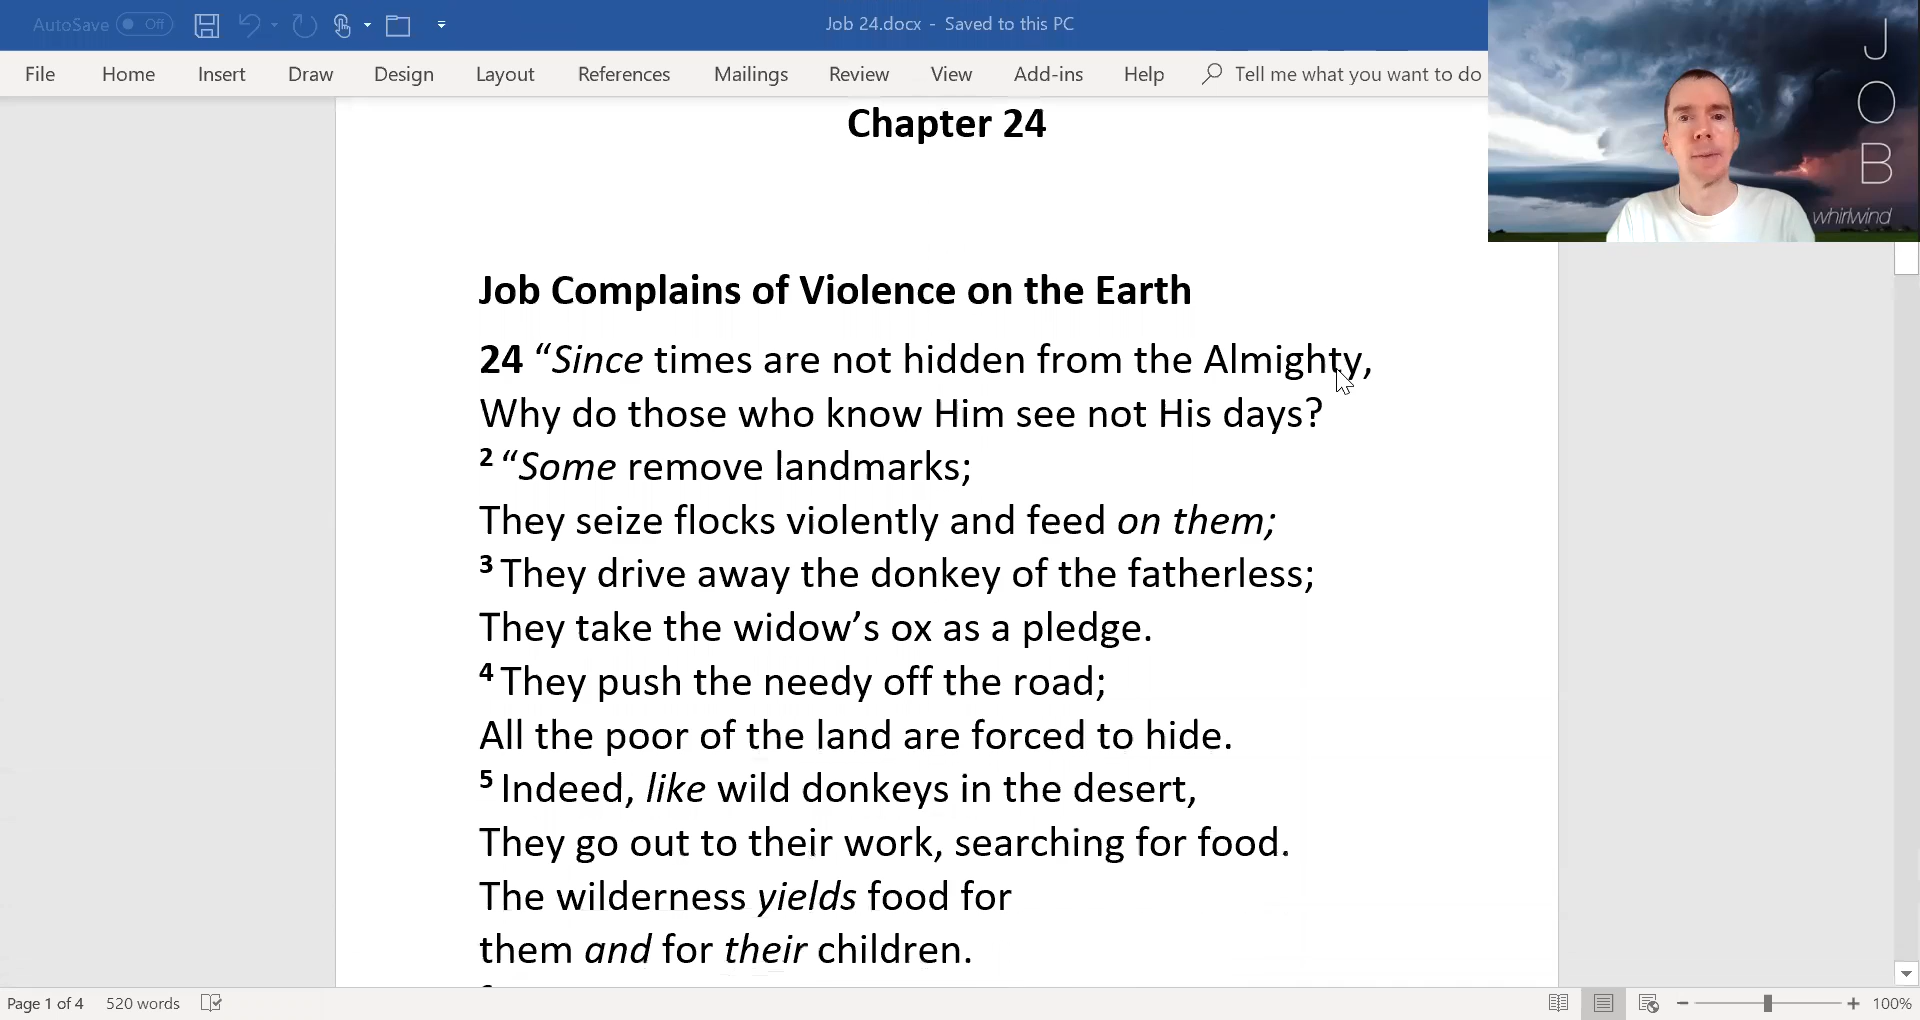 AutoSave Off
Job 24.docx - Saved to this PC
File Home Insert Draw Design Layout References Mailings Review View Add-ins Help Tell me what you want to do
J
O
B
whirlwind
Chapter 24
Job Complains of Violence on the Earth
24 “Since times are not hidden from the Almighty,
Why do those who know Him see not His days?
2 “Some remove landmarks;
They seize flocks violently and feed on them;
3 They drive away the donkey of the fatherless;
They take the widow’s ox as a pledge.
4 They push the needy off the road;
All the poor of the land are forced to hide.
5 Indeed, like wild donkeys in the desert,
They go out to their work, searching for food.
The wilderness yields food for
them and for their children.
Page 1 of 4 520 words
100%